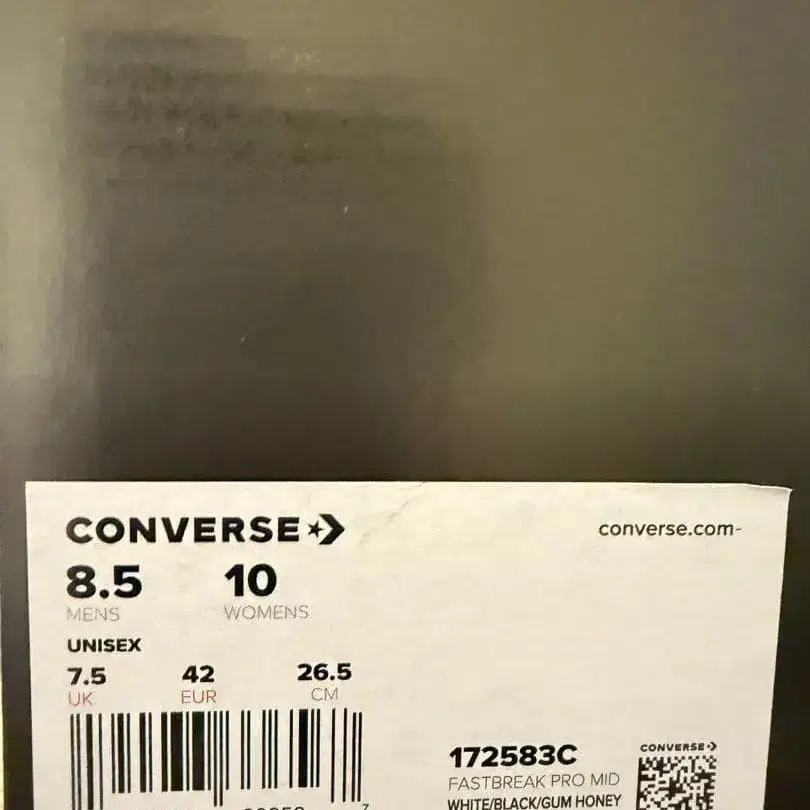 CONVERSE
converse.com-
8.5 10
MENS WOMENS
UNISEX
7.5 42 26.5
UK EUR CM
172583C
FASTBREAK PRO MID
WHITE/BLACK/GUM HONEY
CONVERSE
7